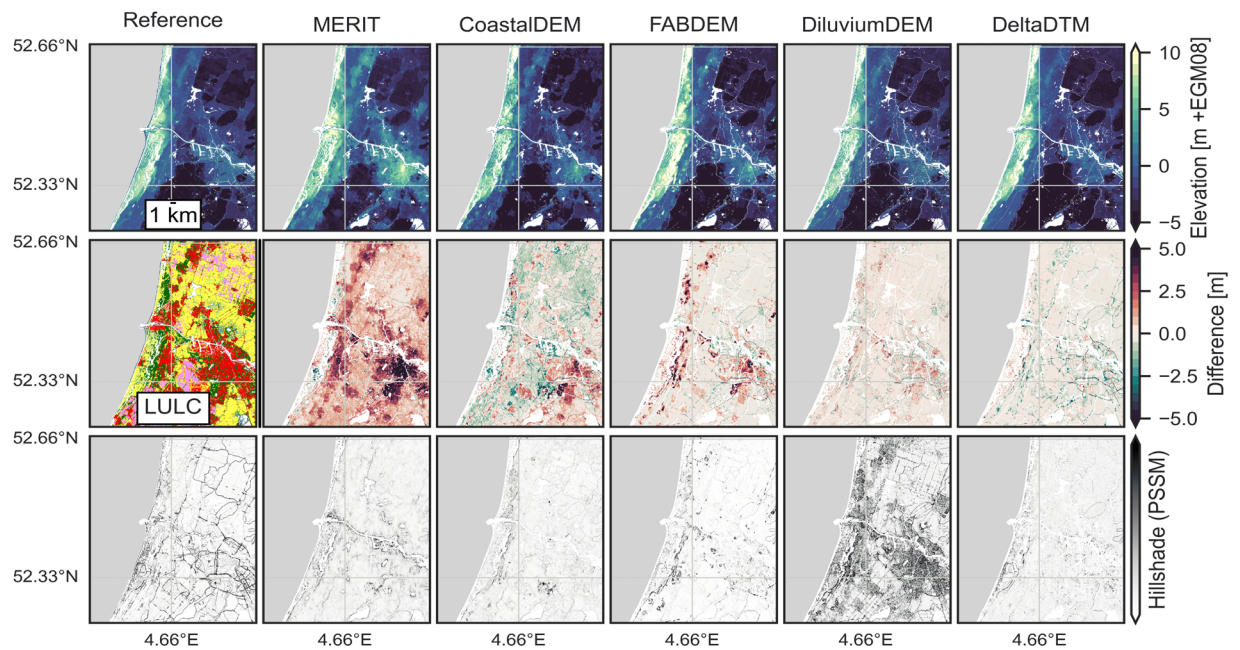 Reference MERIT CoastalDEM FABDEM DiluviumDEM DeltaDTM
52.66°N
52.33°N
1 km
10
5
0
−5
Elevation [m +EGM08]
52.66°N
52.33°N
LULC
5.0
2.5
0.0
−2.5
−5.0
Difference [m]
52.66°N
52.33°N
Hillshade (PSSM)
4.66°E 4.66°E 4.66°E 4.66°E 4.66°E 4.66°E